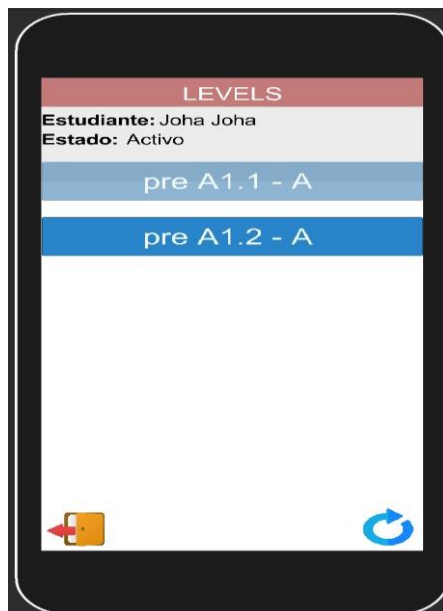 LEVELS
Estudiante: Joha Joha
Estado: Activo
pre A1.1 - A
pre A1.2 - A